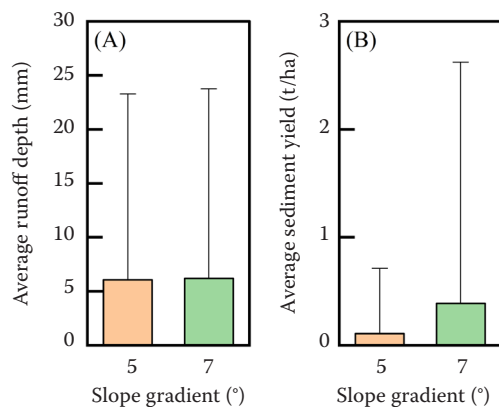 (A)
Average runoff depth (mm)
30
25
20
15
10
5
0
5 7
Slope gradient (°)
(B)
Average sediment yield (t/ha)
3
2
1
0
5 7
Slope gradient (°)